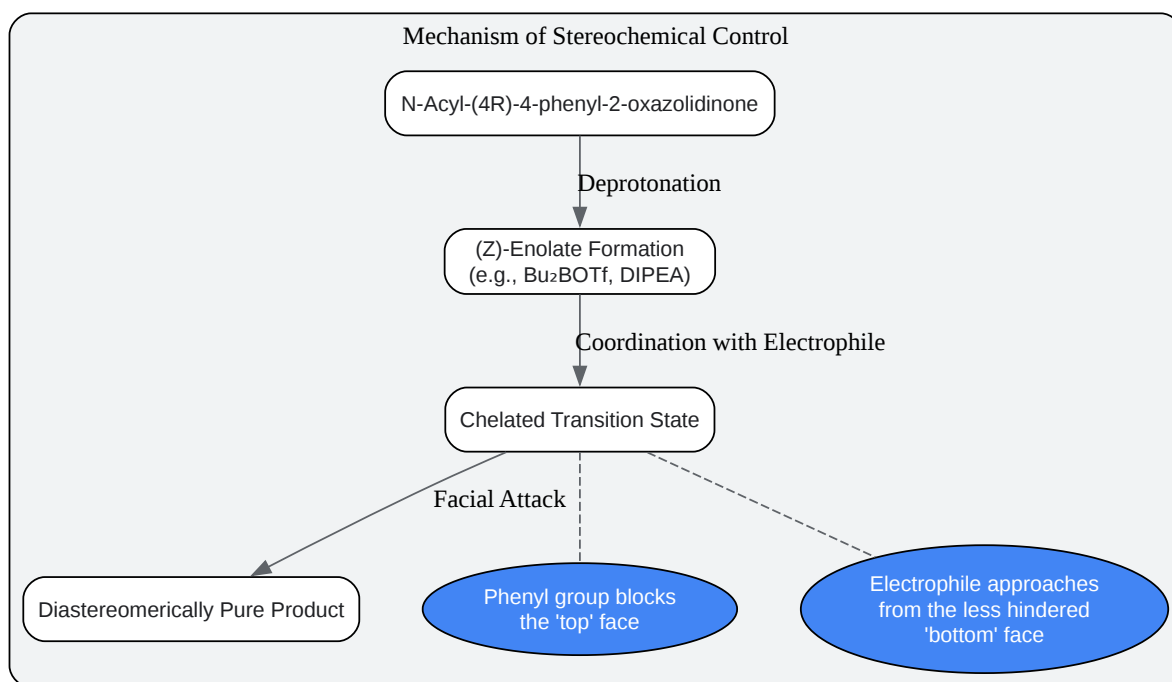 Mechanism of Stereochemical Control
N-Acyl-(4R)-4-phenyl-2-oxazolidinone
Deprotonation
(Z)-Enolate Formation
(e.g., Bu₂BOTf, DIPEA)
Coordination with Electrophile
Chelated Transition State
Facial Attack
Diastereomerically Pure Product
Phenyl group blocks
the 'top' face
Electrophile approaches
from the less hindered
'bottom' face